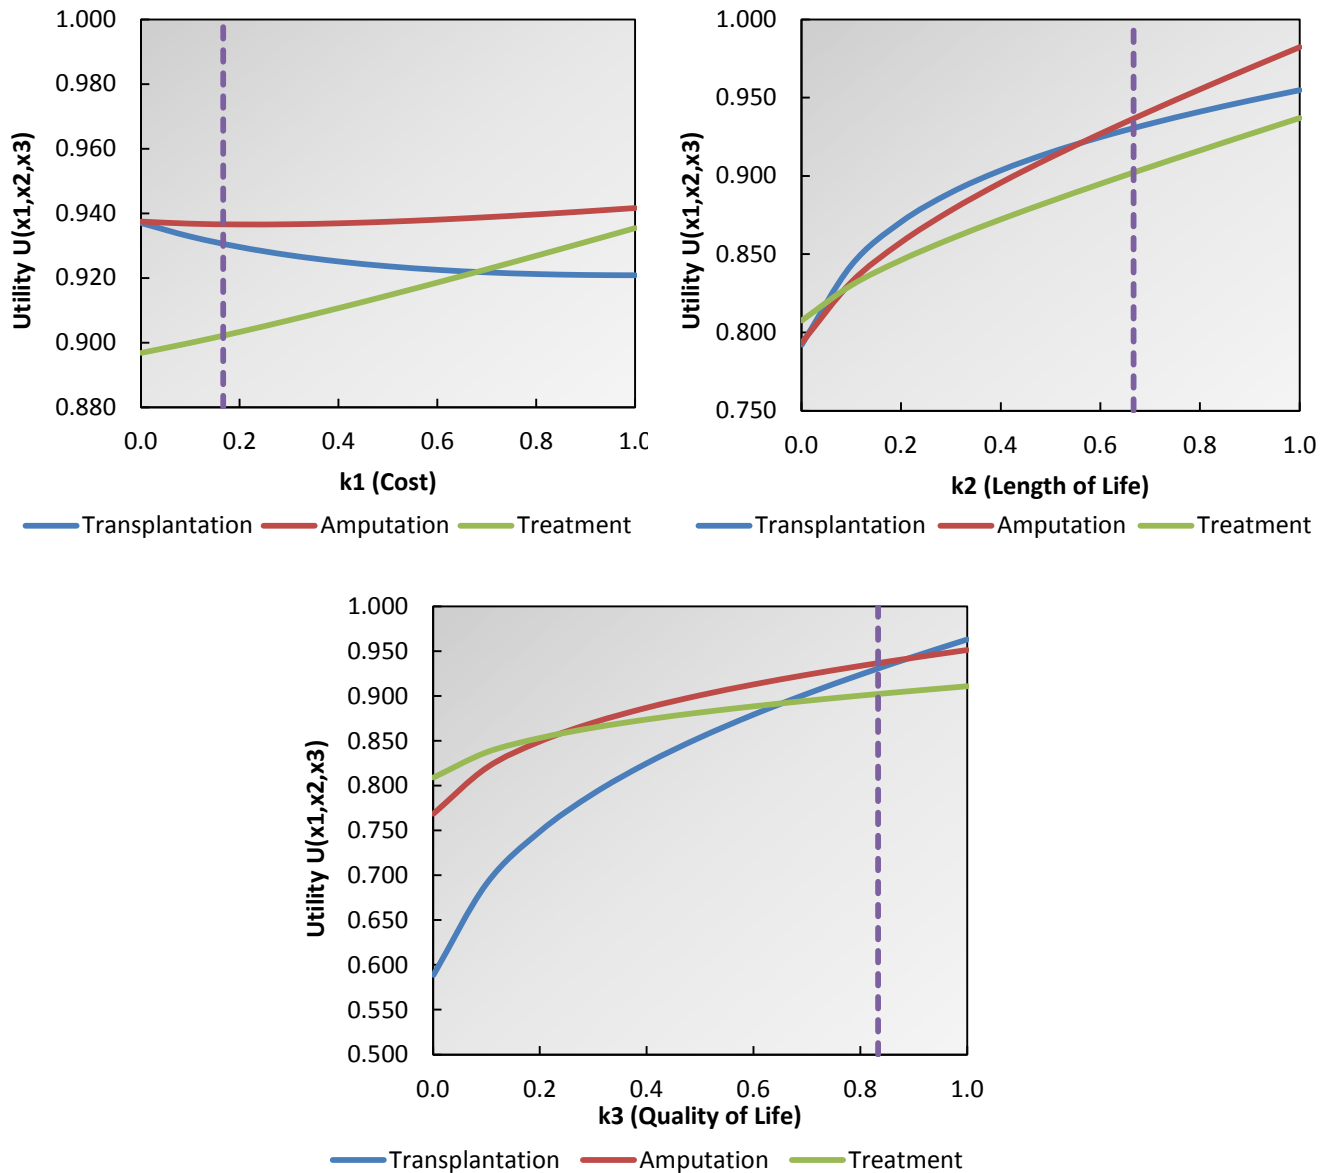 1.000
0.980
0.960
0.940
0.920
0.900
0.880
Utility U(x1,x2,x3)
0.0 0.2 0.4 0.6 0.8 1.0
k1 (Cost)
Transplantation Amputation Treatment
1.000
0.950
0.900
0.850
0.800
0.750
Utility U(x1,x2,x3)
0.0 0.2 0.4 0.6 0.8 1.0
k2 (Length of Life)
Transplantation Amputation Treatment
1.000
0.950
0.900
0.850
0.800
0.750
0.700
0.650
0.600
0.550
0.500
Utility U(x1,x2,x3)
0.0 0.2 0.4 0.6 0.8 1.0
k3 (Quality of Life)
Transplantation Amputation Treatment